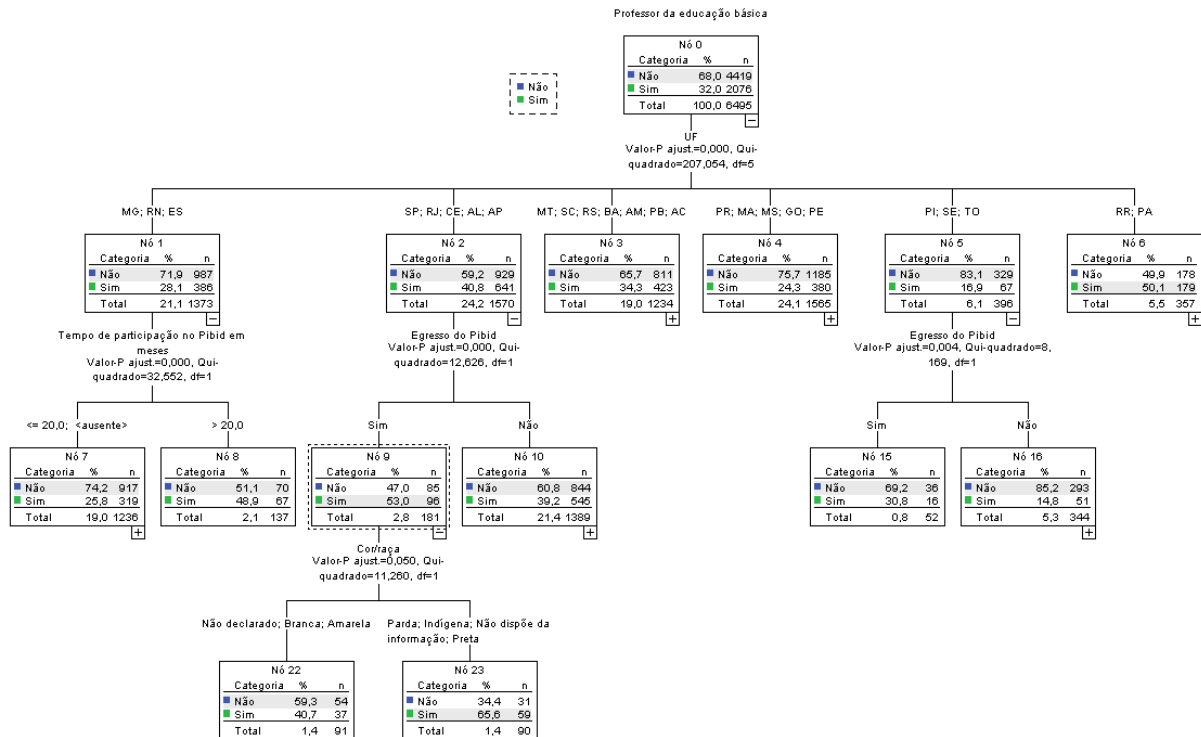 Professor da educação básica
Nó 0
Categoria % n
Não 68,0 4419
Sim 32,0 2076
Total 100,0 6495
Não
Sim
UF
Valor-P ajust.=0,000, Qui-
quadrado=207,054, df=5
MG; RN; ES
SP; RJ; CE; AL; AP
MT; SC; RS; BA; AM; PB; AC
PR; MA; MS; GO; PE
PI; SE; TO
RR; PA
Nó 1
Categoria % n
Não 71,9 987
Sim 28,1 386
Total 21,1 1373
Nó 2
Categoria % n
Não 59,2 929
Sim 40,8 641
Total 24,2 1570
Nó 3
Categoria % n
Não 65,7 811
Sim 34,3 423
Total 19,0 1234
Nó 4
Categoria % n
Não 75,7 1185
Sim 24,3 380
Total 24,1 1565
Nó 5
Categoria % n
Não 83,1 329
Sim 16,9 67
Total 6,1 396
Nó 6
Categoria % n
Não 49,9 178
Sim 50,1 179
Total 5,5 357
Tempo de participação no Pibid em
meses
Valor-P ajust.=0,000, Qui-
quadrado=32,552, df=1
Egresso do Pibid
Valor-P ajust.=0,000, Qui-
quadrado=12,626, df=1
Egresso do Pibid
Valor-P ajust.=0,004, Qui-quadrado=8,
169, df=1
<= 20,0; <ausente>
> 20,0
Sim
Não
Sim
Não
Nó 7
Categoria % n
Não 74,2 917
Sim 25,8 319
Total 19,0 1236
Nó 8
Categoria % n
Não 51,1 70
Sim 48,9 67
Total 2,1 137
Nó 9
Categoria % n
Não 47,0 85
Sim 53,0 96
Total 2,8 181
Nó 10
Categoria % n
Não 60,8 844
Sim 39,2 545
Total 21,4 1389
Nó 15
Categoria % n
Não 69,2 36
Sim 30,8 16
Total 0,8 52
Nó 16
Categoria % n
Não 85,2 293
Sim 14,8 51
Total 5,3 344
Cor/raça
Valor-P ajust.=0,050, Qui-
quadrado=11,260, df=1
Não declarado; Branca; Amarela
Parda; Indígena; Não dispõe da
informação; Preta
Nó 22
Categoria % n
Não 59,3 54
Sim 40,7 37
Total 1,4 91
Nó 23
Categoria % n
Não 34,4 31
Sim 65,6 59
Total 1,4 90